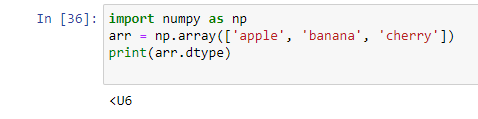 In [36]: import numpy as np
arr = np.array(['apple', 'banana', 'cherry'])
print(arr.dtype)
<U6